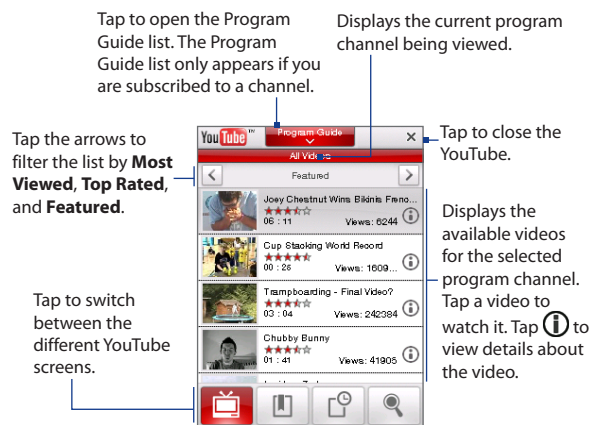 Tap to open the Program
Guide list. The Program
Guide list only appears if you
are subscribed to a channel.
Displays the current program
channel being viewed.
Tap the arrows to
filter the list by Most
Viewed, Top Rated,
and Featured.
Tap to switch
between the
different YouTube
screens.
YouTube™
Program Guide
All Videos
Featured
Joey Chestnut Wins Bikinis Freno...
06 : 11
Views: 6244
Cup Stacking World Record
00 : 26
Views: 1609...
Trampboarding - Final Video?
03 : 04
Views: 242384
Chubby Bunny
01 : 41
Views: 41905
Tap to close the
YouTube.
Displays the
available videos
for the selected
program channel.
Tap a video to
watch it. Tap i to
view details about
the video.